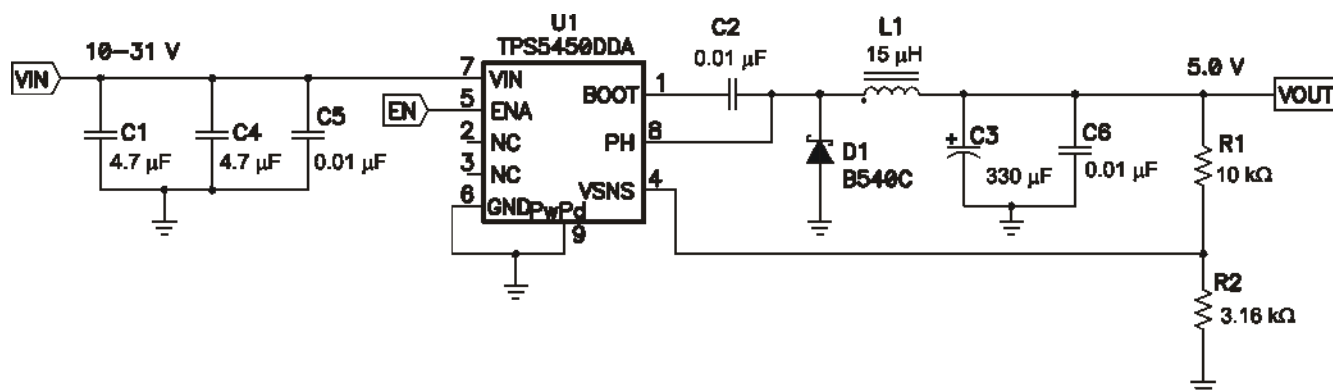 U1
TPS5450DDA
10–31 V
VIN
C1
4.7 µF
C4
4.7 µF
C5
0.01 µF
EN
7
5
2
3
6
VIN
ENA
NC
NC
GND
BOOT
PH
VSNS
PwPd
9
1
8
4
C2
0.01 µF
L1
15 µH
D1
B540C
+
C3
330 µF
C6
0.01 µF
5.0 V
VOUT
R1
10 kΩ
R2
3.16 kΩ